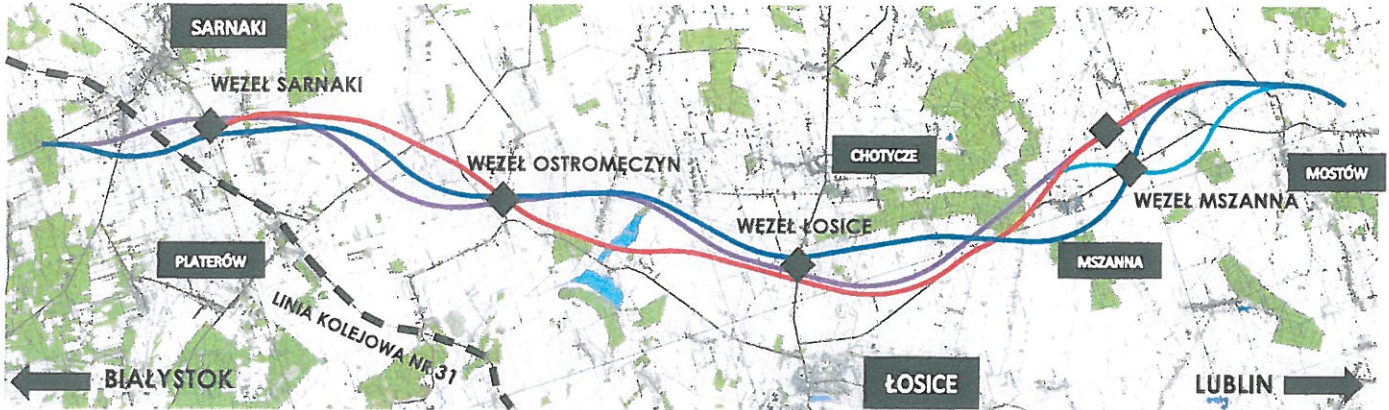 SARNAKI
WĘZEŁ SARNAKI
WĘZEŁ OSTROMĘCZYN
CHOTYCZE
MOSTÓW
WĘZEŁ MSZANNA
WĘZEŁ ŁOSICE
PLATERÓW
MSZANNA
LINIA KOLEJOWA NR 31
BIAŁYSTOK
ŁOSICE
LUBLIN